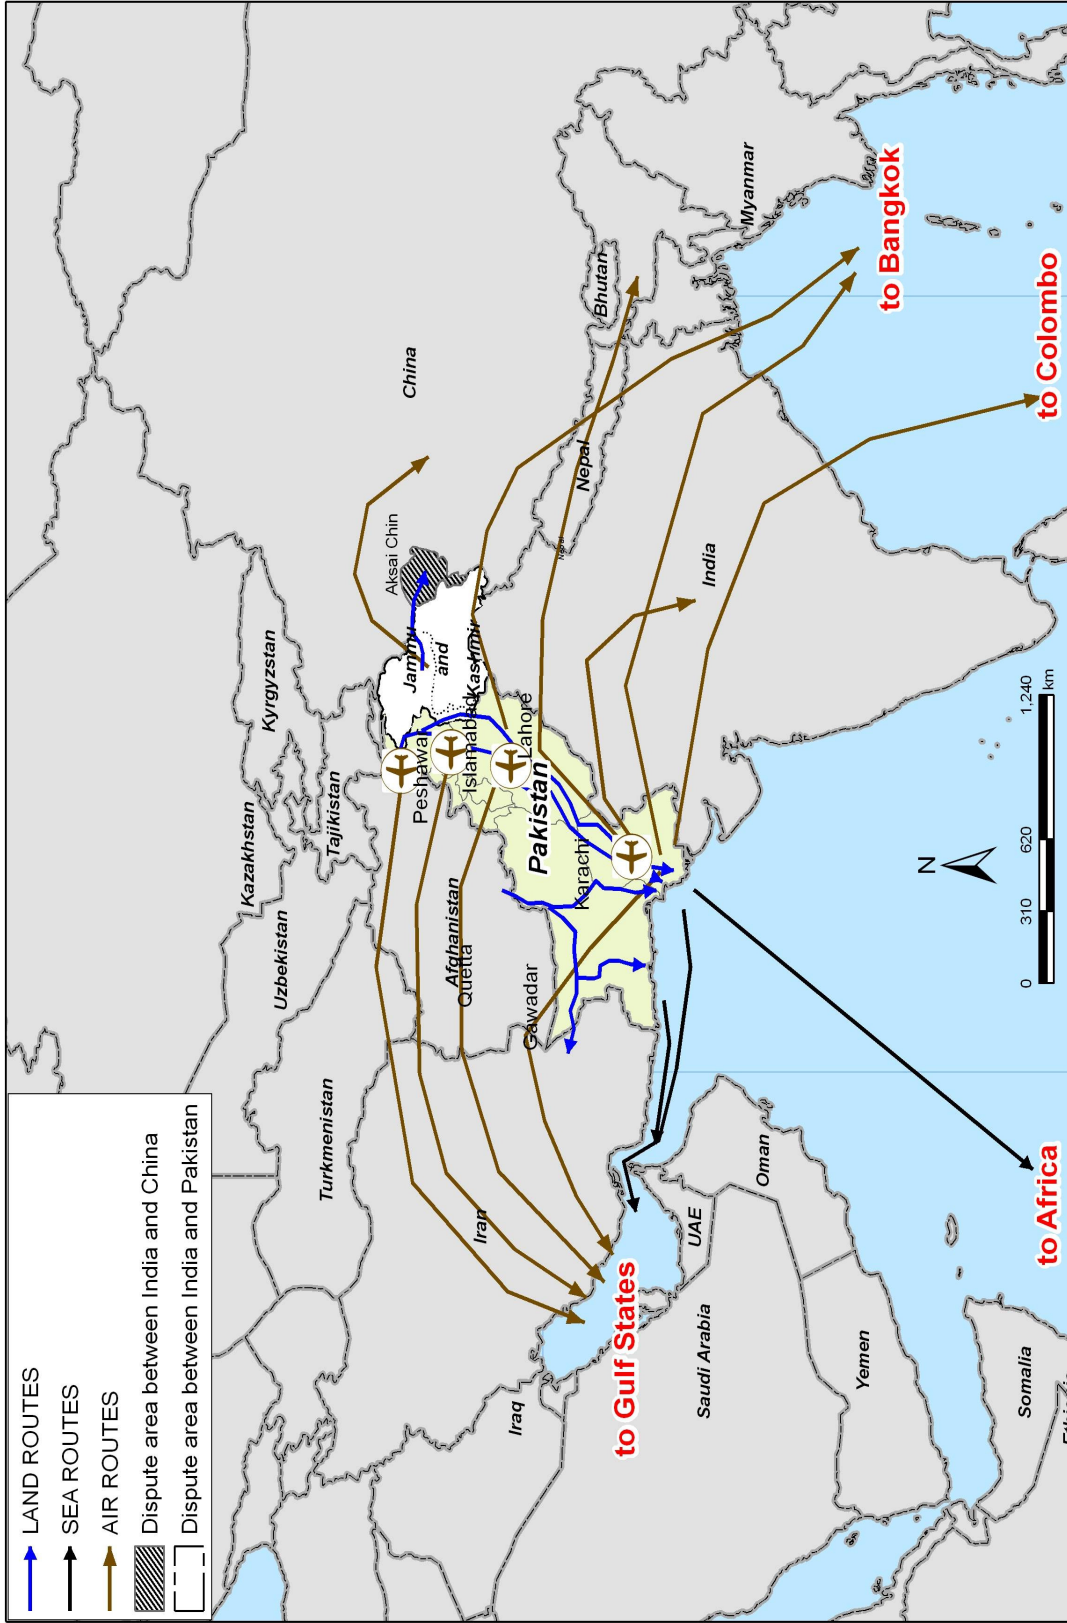 LAND ROUTES
SEA ROUTES
AIR ROUTES
Dispute area between India and China
Dispute area between India and Pakistan
Kazakhstan
Kyrgyzstan
Uzbekistan
Tajikistan
Turkmenistan
China
Aksai Chin
Jammu
and
Kashmir
Peshawar
Islamabad
Lahore
Afghanistan
Quetta
Pakistan
Karachi
Gawadar
Iran
Iraq
Nepal
Bhutan
India
Myanmar
to Gulf States
UAE
Saudi Arabia
Oman
Yemen
Somalia
to Africa
to Bangkok
to Colombo
N
0 310 620 1,240
km